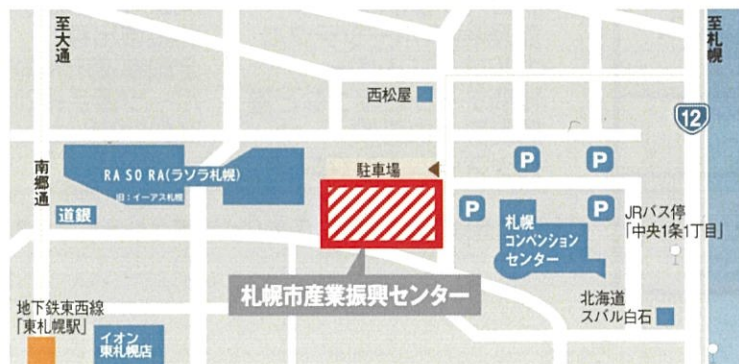 至大通
至札幌
西松屋
12
RA SO RA(ラソラ札幌)
旧：イーアス札幌
駐車場
P
P
南郷通
道銀
P
P
札幌
コンベンション
センター
JRバス停
「中央1条1丁目」
札幌市産業振興センター
地下鉄東西線
「東札幌駅」
イオン
東札幌店
北海道
スバル白石